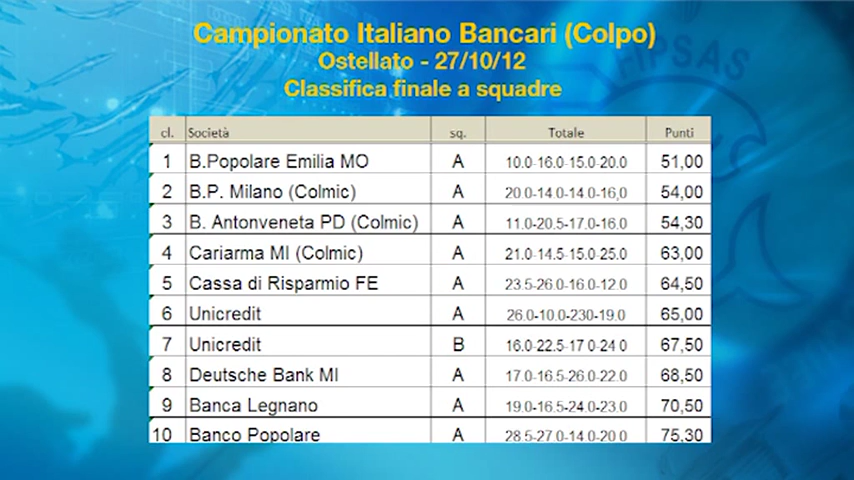 Campionato Italiano Bancari (Colpo)
Ostellato - 27/10/12
Classifica finale a squadre
FIPSAS
cl. Società sq. Totale Punti
1 B.Popolare Emilia MO A 10.0-16.0-15.0-20.0 51,00
2 B.P. Milano (Colmic) A 20.0-14.0-14.0-16,0 54,00
3 B. Antonveneta PD (Colmic) A 11.0-20.5-17.0-16.0 54,30
4 Cariarma MI (Colmic) A 21.0-14.5-15.0-25.0 63,00
5 Cassa di Risparmio FE A 23.5-26.0-16.0-12.0 64,50
6 Unicredit A 26.0-10.0-230-19.0 65,00
7 Unicredit B 16.0-22.5-17 0-24 0 67,50
8 Deutsche Bank MI A 17.0-16.5-26.0-22.0 68,50
9 Banca Legnano A 19.0-16.5-24.0-23.0 70,50
10 Banco Popolare A 28 5-27 0-14.0-20 0 75,30